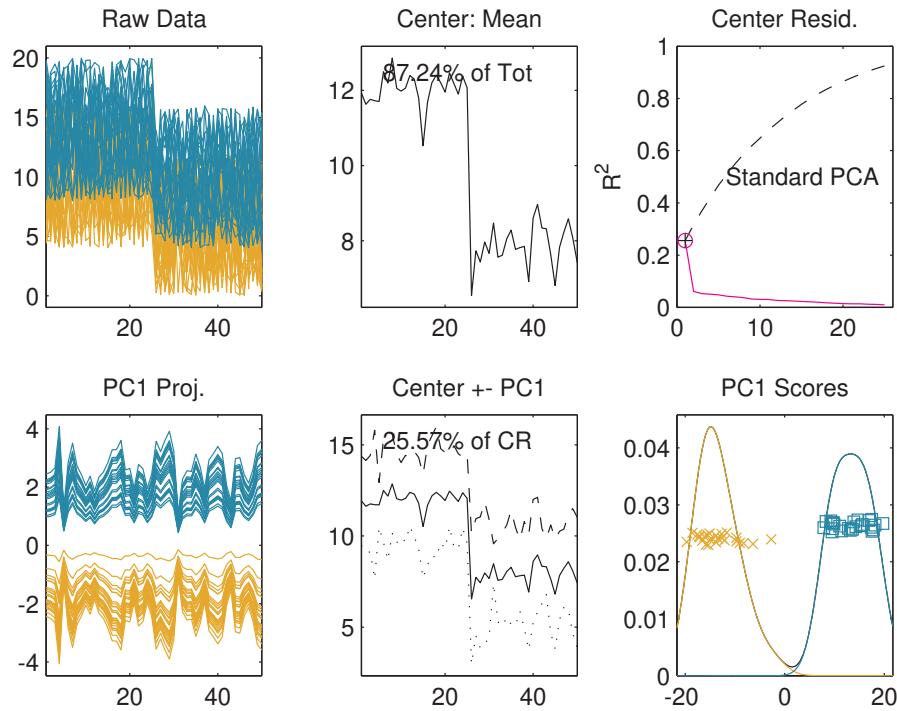 Raw Data
Center: Mean
Center Resid.
20
15
10
5
0
20 40
87.24% of Tot
12
10
8
20 40
1
0.8
0.6
0.4
0.2
0
R²
Standard PCA
0 10 20
PC1 Proj.
Center +- PC1
PC1 Scores
4
2
0
-2
-4
20 40
25.57% of CR
15
10
5
20 40
0.04
0.03
0.02
0.01
0
-20 0 20